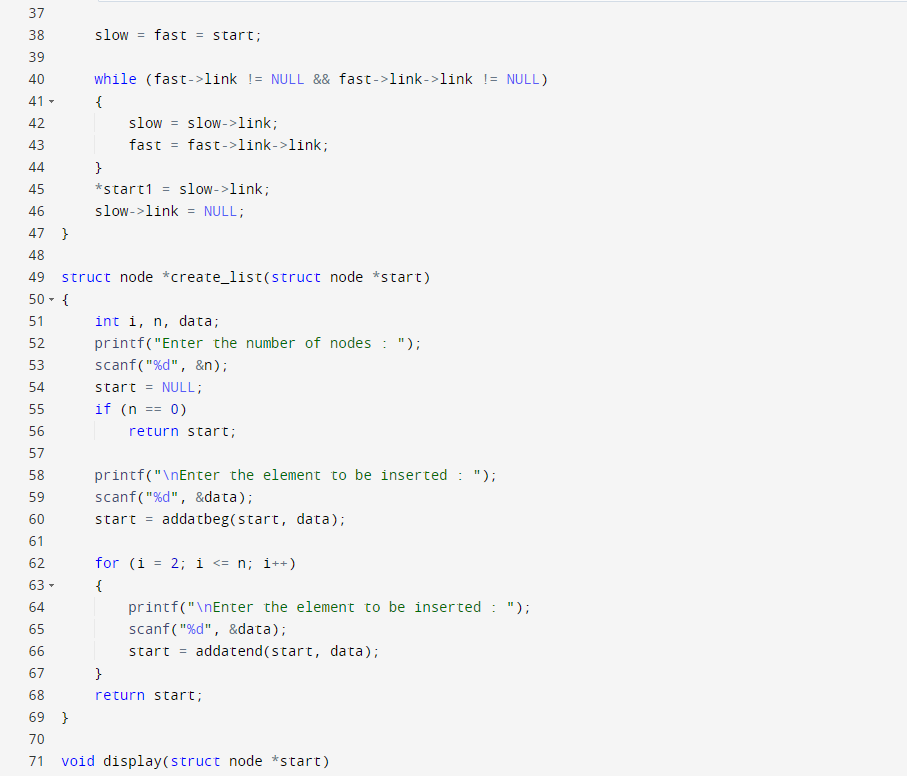 37
38 slow = fast = start;
39
40 while (fast->link != NULL && fast->link->link != NULL)
41 {
42 slow = slow->link;
43 fast = fast->link->link;
44 }
45 *start1 = slow->link;
46 slow->link = NULL;
47 }
48
49 struct node *create_list(struct node *start)
50 {
51 int i, n, data;
52 printf("Enter the number of nodes : ");
53 scanf("%d", &n);
54 start = NULL;
55 if (n == 0)
56 return start;
57
58 printf("\nEnter the element to be inserted : ");
59 scanf("%d", &data);
60 start = addatbeg(start, data);
61
62 for (i = 2; i <= n; i++)
63 {
64 printf("\nEnter the element to be inserted : ");
65 scanf("%d", &data);
66 start = addatend(start, data);
67 }
68 return start;
69 }
70
71 void display(struct node *start)